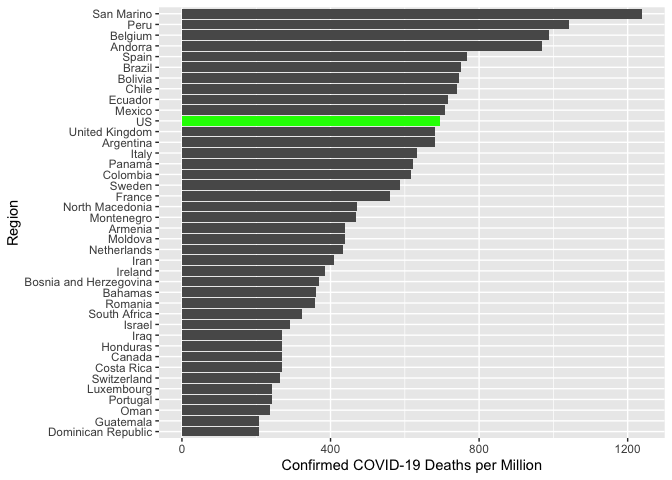 San Marino
Peru
Belgium
Andorra
Spain
Brazil
Bolivia
Chile
Ecuador
Mexico
US
United Kingdom
Argentina
Italy
Panama
Colombia
Sweden
France
North Macedonia
Montenegro
Armenia
Moldova
Netherlands
Iran
Ireland
Bosnia and Herzegovina
Bahamas
Romania
South Africa
Israel
Iraq
Honduras
Canada
Costa Rica
Switzerland
Luxembourg
Portugal
Oman
Guatemala
Dominican Republic
Region
0 400 800 1200
Confirmed COVID-19 Deaths per Million